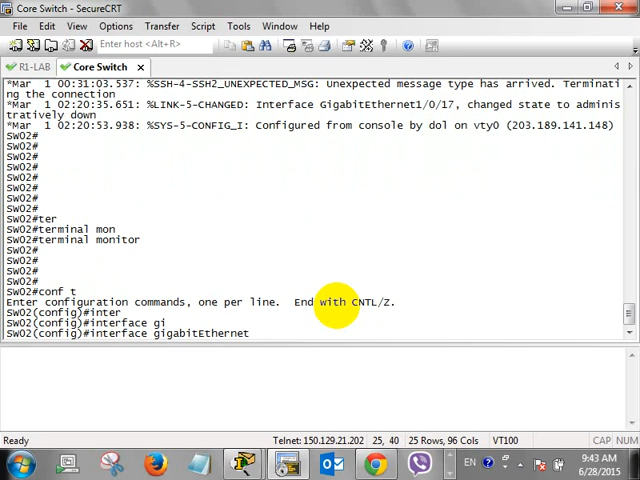 Core Switch - SecureCRT
File Edit View Options Transfer Script Tools Window Help
Enter host <Alt+R>
R1-LAB Core Switch
*Mar  1 00:31:03.537: %SSH-4-SSH2_UNEXPECTED_MSG: Unexpected message type has arrived. Terminati
ng the connection
*Mar  1 02:20:35.651: %LINK-5-CHANGED: Interface GigabitEthernet1/0/17, changed state to adminis
tratively down
*Mar  1 02:20:53.938: %SYS-5-CONFIG_I: Configured from console by dol on vty0 (203.189.141.148)
SW02#
SW02#
SW02#
SW02#
SW02#
SW02#
SW02#
SW02#
SW02#ter
SW02#terminal mon
SW02#terminal monitor
SW02#
SW02#
SW02#
SW02#
SW02#conf t
Enter configuration commands, one per line.  End with CNTL/Z.
SW02(config)#inter
SW02(config)#interface gi
SW02(config)#interface gigabitEthernet
Ready Telnet: 150.129.21.202 25, 40 25 Rows, 96 Cols VT100 CAP NUM
EN 9:43 AM
6/28/2015